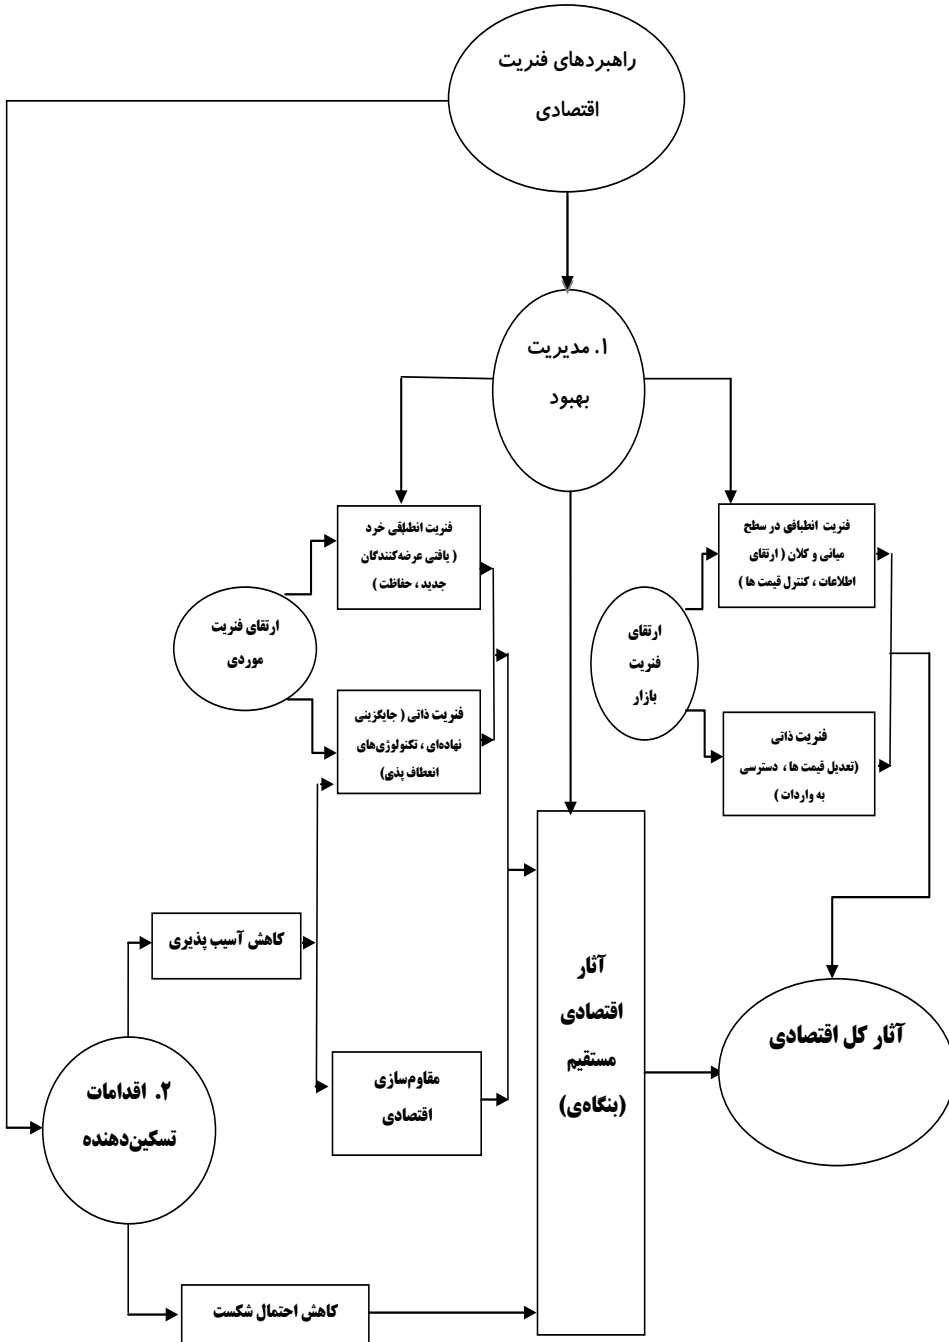 راهبردهای فنریت
اقتصادی
۱. مدیریت
بهبود
فنریت انطباقی در سطح
میانی و کلان ( ارتقای
اطلاعات ، کنترل قیمت ها )
فنریت انطباقی خرد
( یافتی عرضه‌کنندگان
جدید ، حفاظت )
ارتقای
فنریت
بازار
ارتقای فنریت
موردی
فنریت ذاتی
(تعدیل قیمت ها ، دسترسی
به واردات )
فنریت ذاتی ( جایگزینی
نهاده‌ای ، تکنولوژی‌های
انعطاف پذی)
کاهش آسیب پذیری
آثار
اقتصادی
مستقیم
(بنگاه‌ی)
آثار کل اقتصادی
مقاوم‌سازی
اقتصادی
۲. اقدامات
تسکین‌دهنده
کاهش احتمال شکست